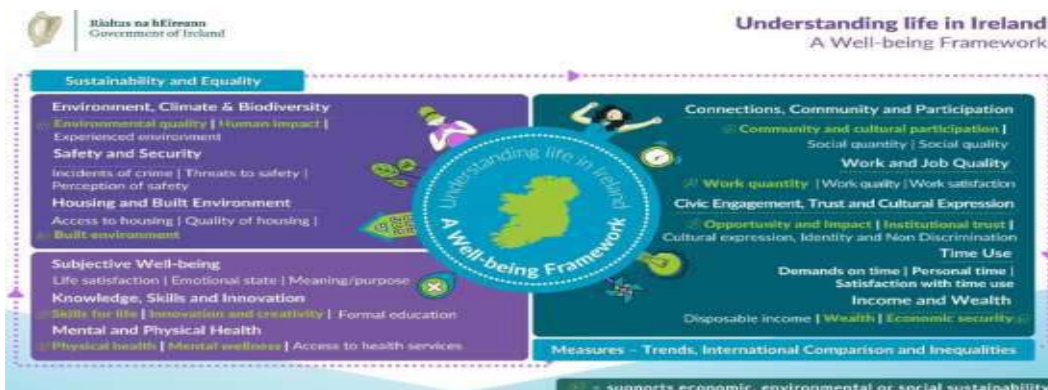 Rialtas na hÉireann
Government of Ireland
Understanding life in Ireland
A Well-being Framework
Sustainability and Equality
Environment, Climate & Biodiversity
Environmental quality | Human impact |
Experienced environment
Safety and Security
Incidents of crime | Threats to safety |
Perception of safety
Housing and Built Environment
Access to housing | Quality of housing |
Built environment
Subjective Well-being
Life satisfaction | Emotional state | Meaning/purpose
Knowledge, Skills and Innovation
Skills for life | Innovation and creativity | Formal education
Mental and Physical Health
Physical health | Mental wellness | Access to health services
Understanding life in Ireland
A Well-being Framework
Connections, Community and Participation
Community and cultural participation |
Social quantity | Social quality
Work and Job Quality
Work quantity | Work quality | Work satisfaction
Civic Engagement, Trust and Cultural Expression
Opportunity and Impact | Institutional trust |
Cultural expression, Identity and Non Discrimination
Time Use
Demands on time | Personal time |
Satisfaction with time use
Income and Wealth
Disposable income | Wealth | Economic security
Measures – Trends, International Comparison and Inequalities
= supports economic, environmental or social sustainability